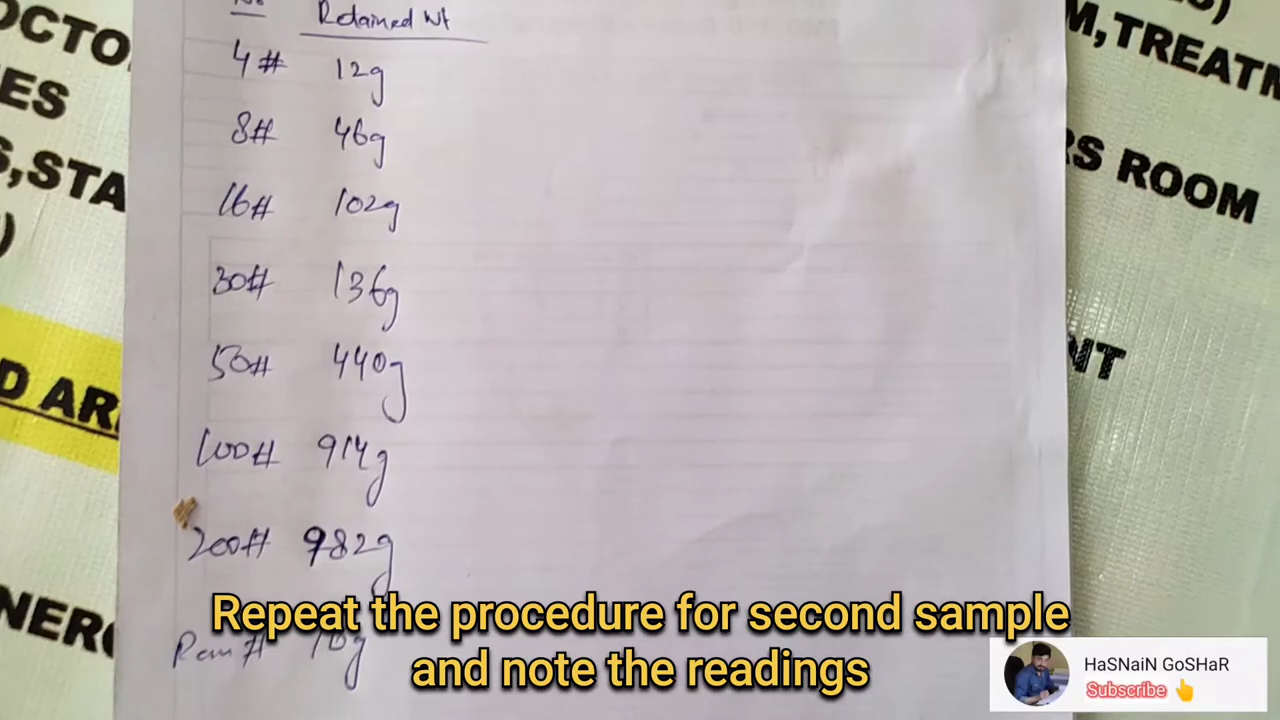 No Retained Wt
4# 12g
8# 46g
16# 102g
30# 136g
50# 440g
100# 914g
200# 982g
Pan#
Repeat the procedure for second sample
and note the readings
HaSNaiN GoSHaR
Subscribe 👆
OCTO
ES
S,STA
)
D AR
NERG
M,TREATM
RS ROOM
NT